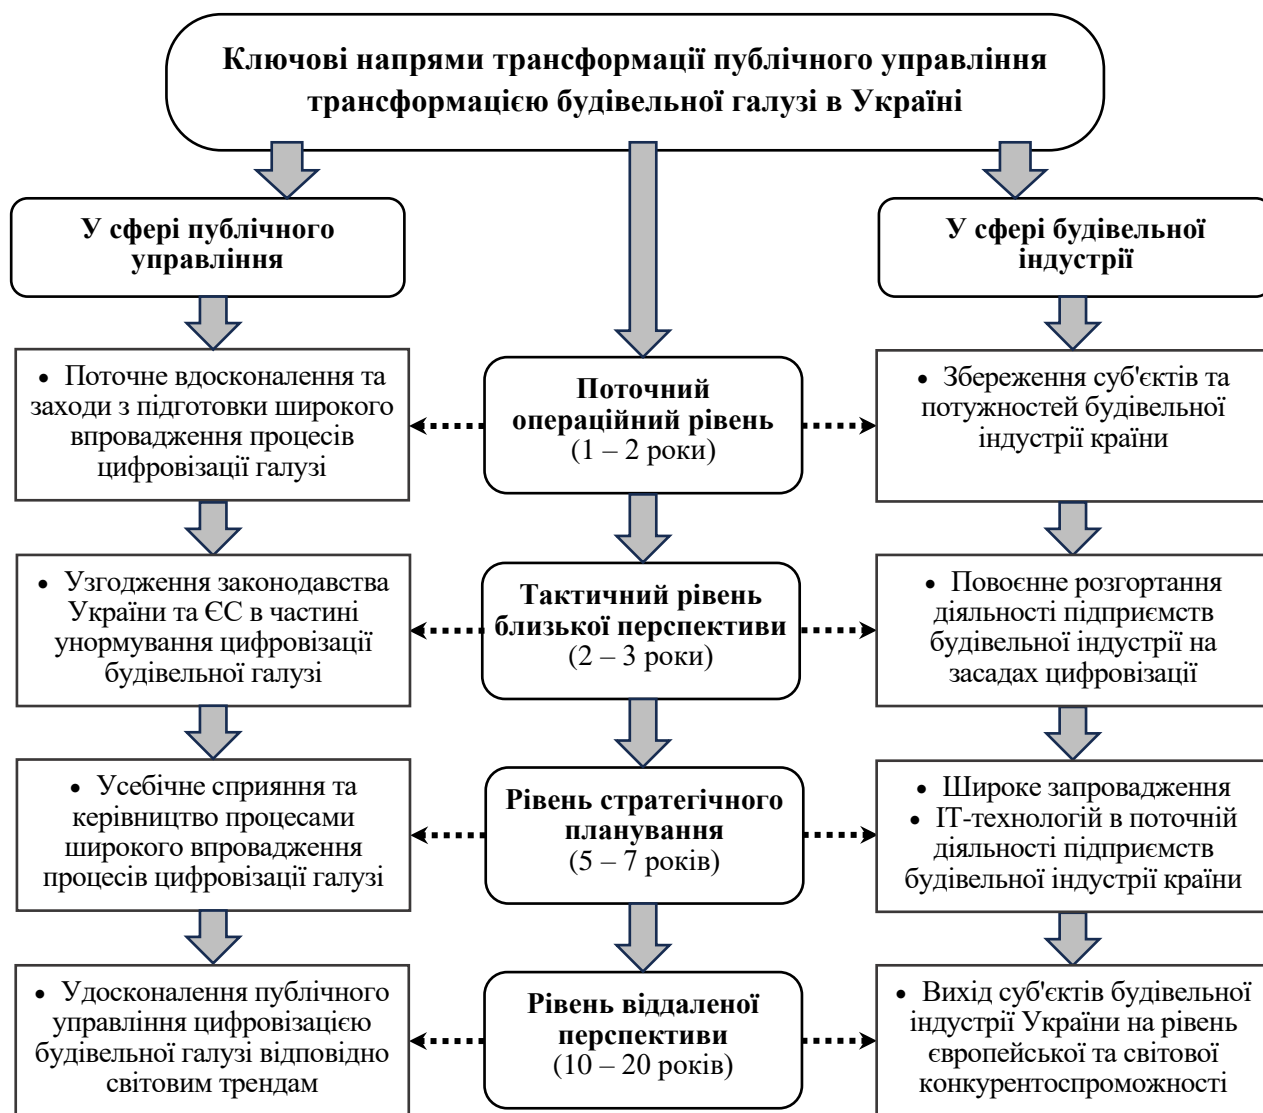 Ключові напрями трансформації публічного управління
трансформацією будівельної галузі в Україні
У сфері публічного
управління
У сфері будівельної
індустрії
• Поточне вдосконалення та
заходи з підготовки широкого
впровадження процесів
цифровізації галузі
Поточний
операційний рівень
(1 – 2 роки)
• Збереження суб'єктів та
потужностей будівельної
індустрії країни
• Узгодження законодавства
України та ЄС в частині
унормування цифровізації
будівельної галузі
Тактичний рівень
близької перспективи
(2 – 3 роки)
• Повоєнне розгортання
діяльності підприємств
будівельної індустрії на
засадах цифровізації
• Усебічне сприяння та
керівництво процесами
широкого впровадження
процесів цифровізації галузі
Рівень стратегічного
планування
(5 – 7 років)
• Широке запровадження
• ІТ-технологій в поточній
діяльності підприємств
будівельної індустрії країни
• Удосконалення публічного
управління цифровізацією
будівельної галузі відповідно
світовим трендам
Рівень віддаленої
перспективи
(10 – 20 років)
• Вихід суб'єктів будівельної
індустрії України на рівень
європейської та світової
конкурентоспроможності